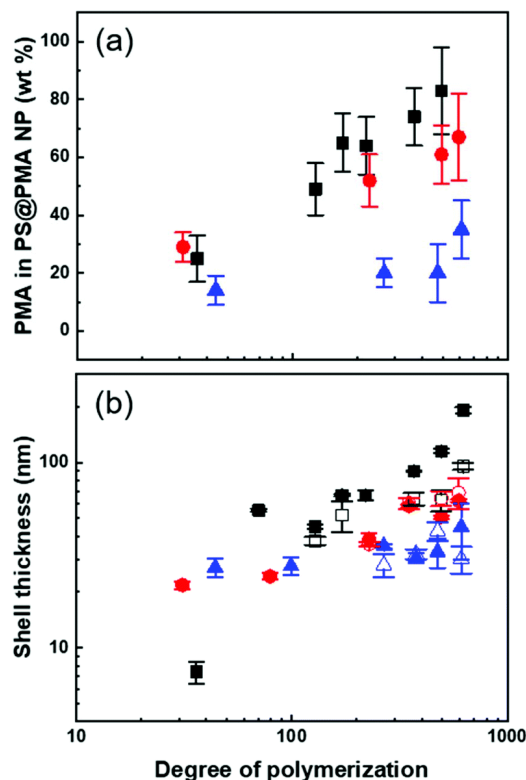 (a)
PMA in PS@PMA NP (wt %)
100
80
60
40
20
0
(b)
Shell thickness (nm)
100
10
10
100
1000
Degree of polymerization